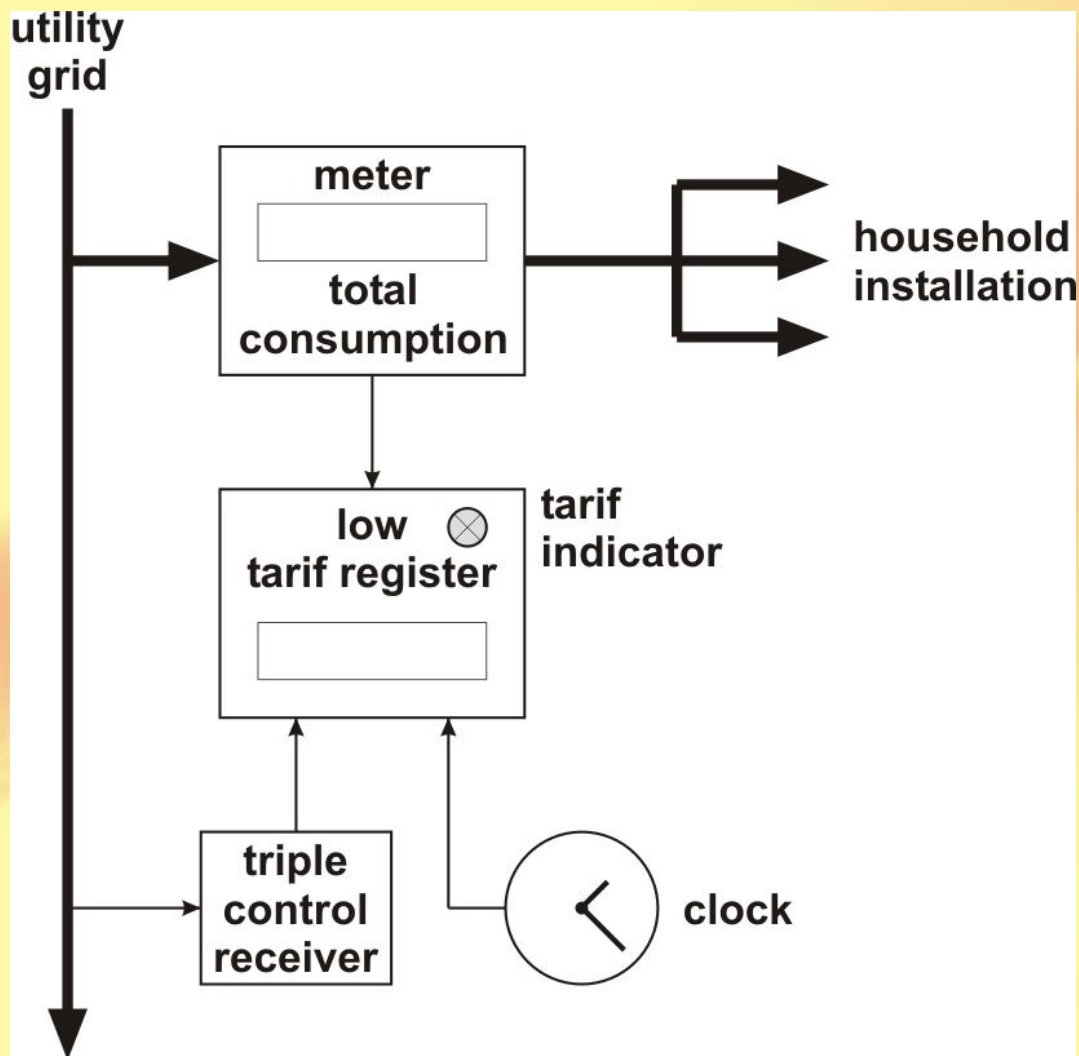 utility
grid
meter
total
consumption
household
installation
low
tarif register
tarif
indicator
triple
control
receiver
clock